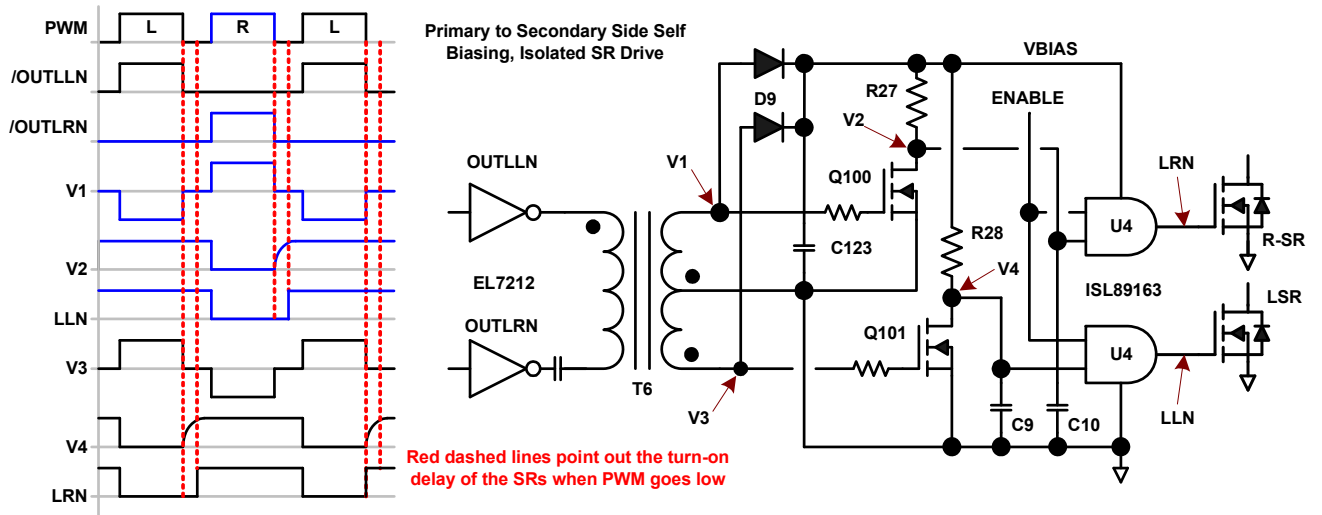 PWM
L
R
L
/OUTLLN
/OUTLRN
V1
V2
LLN
V3
V4
LRN
Primary to Secondary Side Self
Biasing, Isolated SR Drive
VBIAS
R27
ENABLE
D9
V2
V1
OUTLLN
Q100
LRN
U4
R-SR
R28
C123
V4
EL7212
ISL89163
LSR
OUTLRN
Q101
U4
T6
V3
LLN
C9
C10
Red dashed lines point out the turn-on
delay of the SRs when PWM goes low